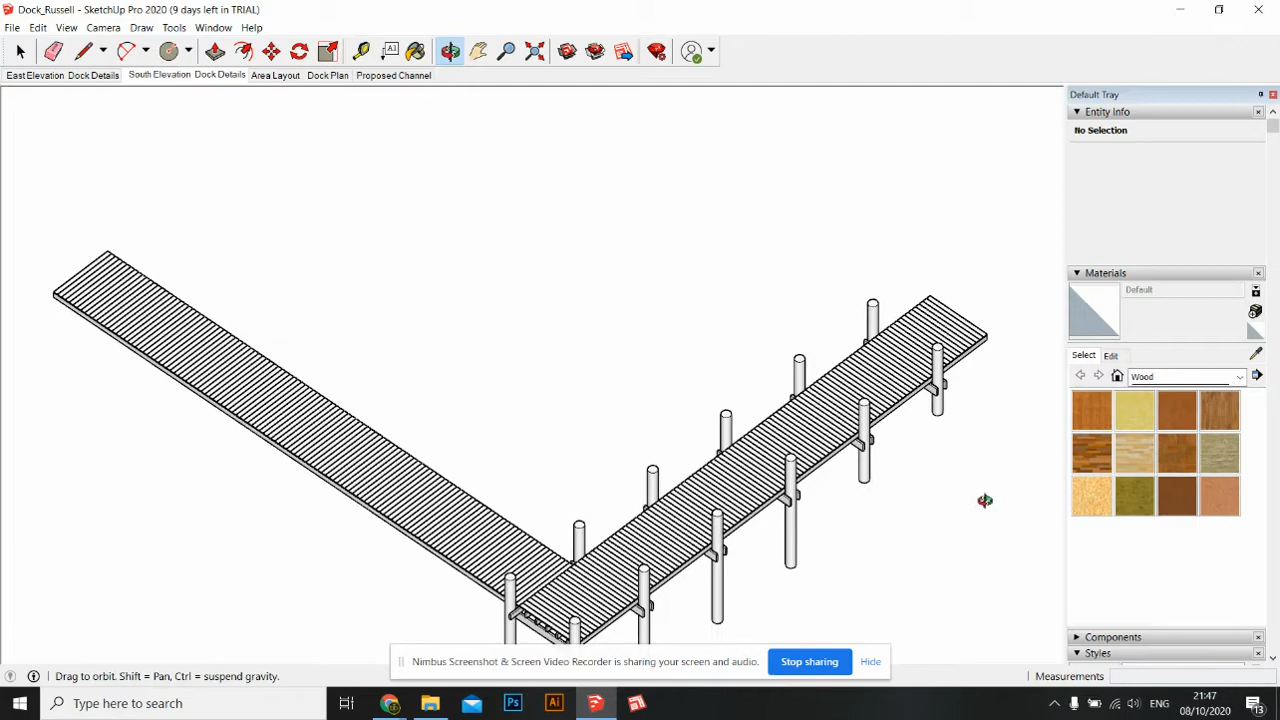 Dock_Russell - SketchUp Pro 2020 (9 days left in TRIAL)
File Edit View Camera Draw Tools Window Help
A1
East Elevation Dock Details South Elevation Dock Details Area Layout Dock Plan Proposed Channel
Default Tray
Entity Info
No Selection
Materials
Default
Select Edit
Wood
Components
Styles
Nimbus Screenshot & Screen Video Recorder is sharing your screen and audio. Stop sharing Hide
Drag to orbit. Shift = Pan, Ctrl = suspend gravity. Measurements
Type here to search
Ps Ai
ENG
21:47
08/10/2020
13